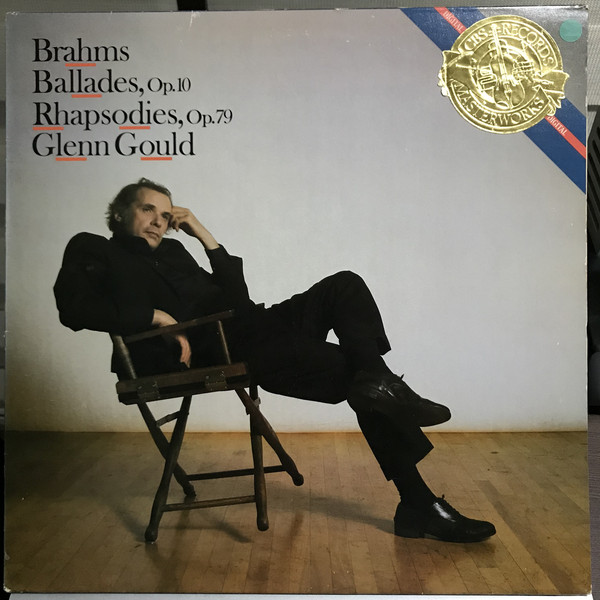 Brahms
Ballades, Op.10
Rhapsodies, Op.79
Glenn Gould
DIGITAL
CBS RECORDS
MASTERWORKS
DIGITAL